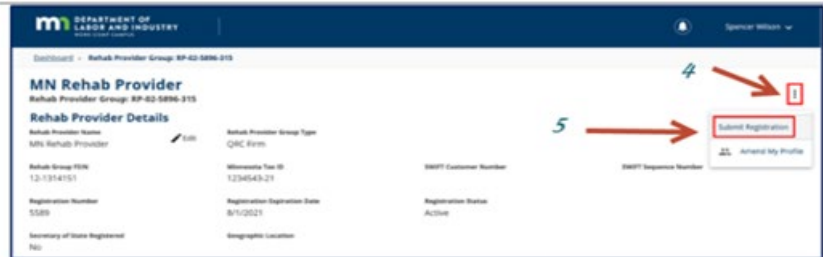 DEPARTMENT OF
LABOR AND INDUSTRY
WORK COMP CAMPUS
Spencer Wilson
Dashboard - Rehab Provider Group: RP-02-5896-315
4
MN Rehab Provider
Rehab Provider Group: RP-02-5896-315
Rehab Provider Details
5
Submit Registration
Rehab Provider Name Edit Rehab Provider Group Type
MN Rehab Provider QRC Firm
Amend My Profile
Rehab Group FEIN Minnesota Tax ID SWIFT Customer Number SWIFT Sequence Number
12-1314151 1234543-21
Registration Number Registration Expiration Date Registration Status
5589 8/1/2021 Active
Secretary of State Registered Geographic Location
No